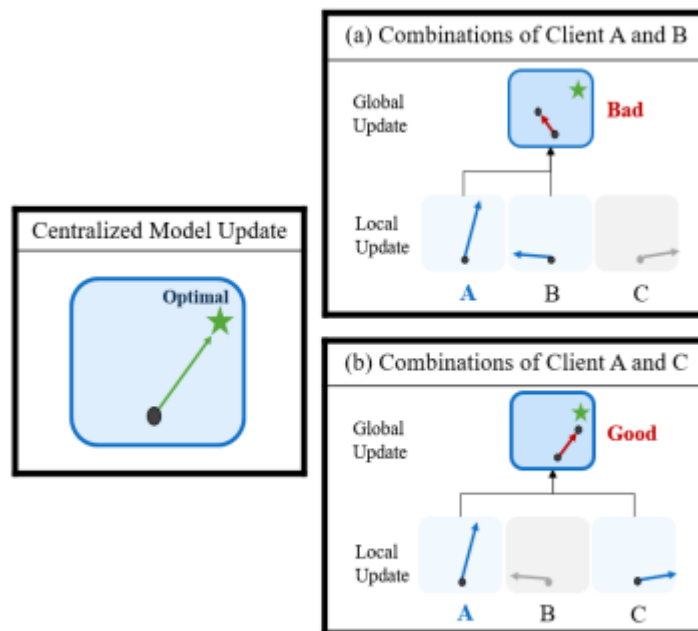 Centralized Model Update
Optimal
(a) Combinations of Client A and B
Global
Update
Bad
Local
Update
A
B
C
(b) Combinations of Client A and C
Global
Update
Good
Local
Update
A
B
C